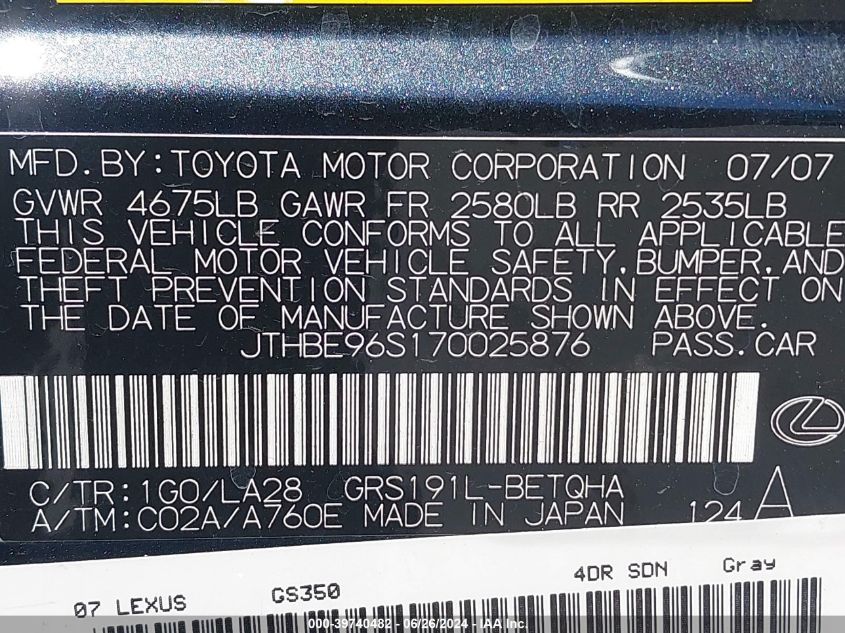 MFD.BY:TOYOTA MOTOR CORPORATION 07/07
GVWR 4675LB GAWR FR 2580LB RR 2535LB
THIS VEHICLE CONFORMS TO ALL APPLICABLE
FEDERAL MOTOR VEHICLE SAFETY,BUMPER,AND
THEFT PREVENTION STANDARDS IN EFFECT ON
THE DATE OF MANUFACTURE SHOWN ABOVE.
JTHBE96S170025876 PASS.CAR
C/TR:1G0/LA28 GRS191L-BETQHA
A/TM:C02A/A760E MADE IN JAPAN 124 A
07 LEXUS GS350 4DR SDN Gray
000-39740482 - 06/26/2024 - IAA Inc.